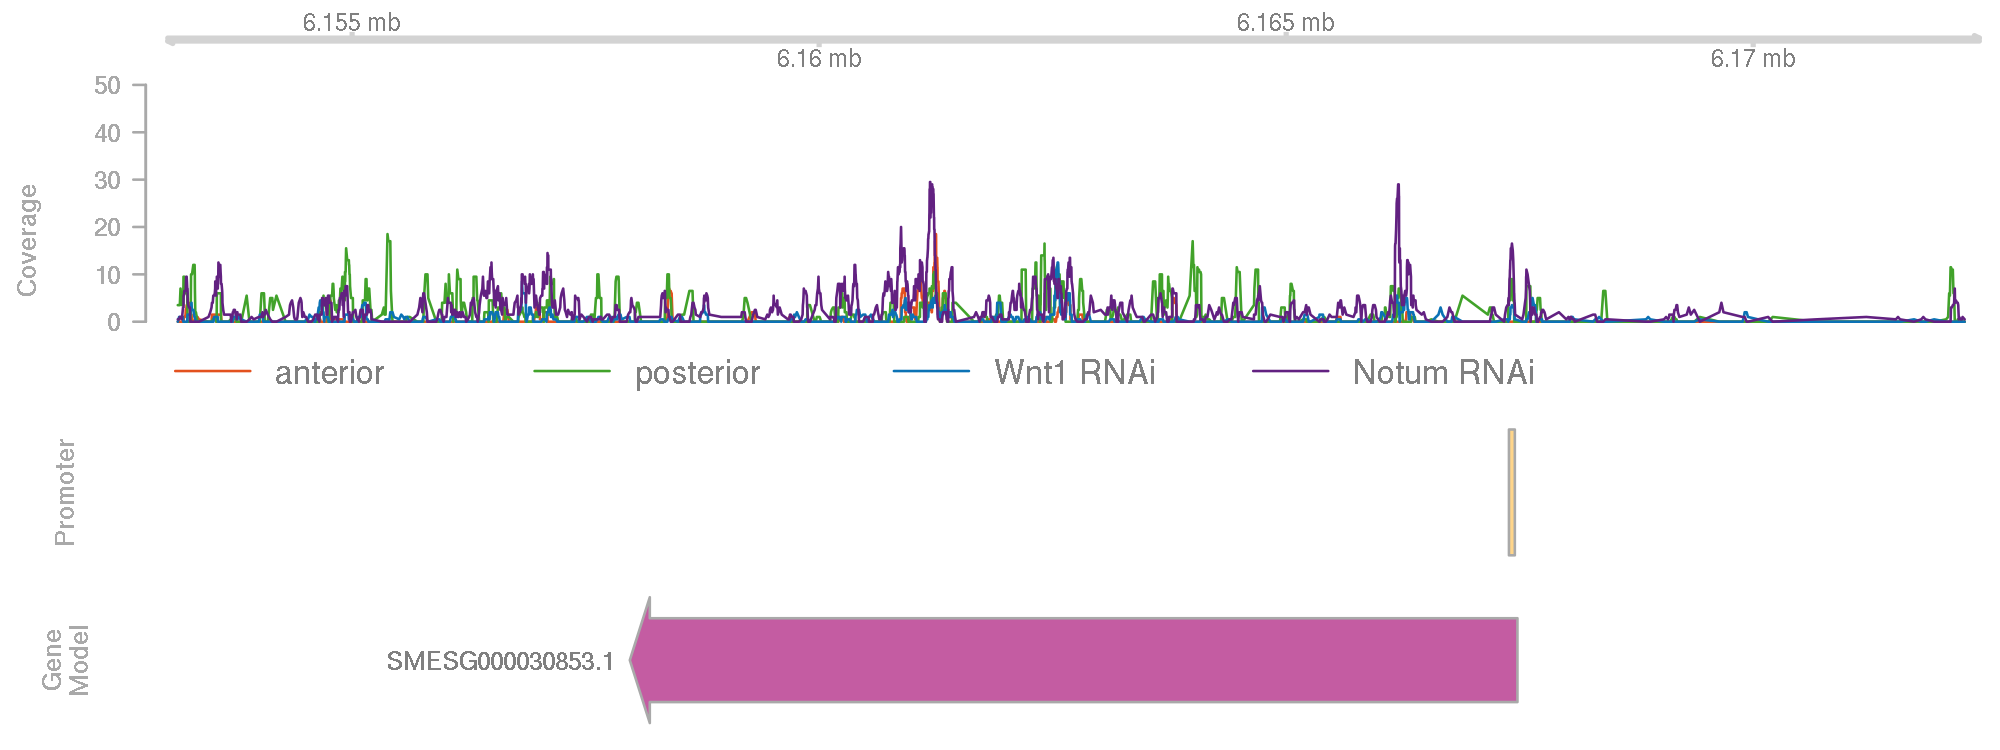 6.155 mb
6.165 mb
6.16 mb
6.17 mb
50
40
30
20
10
0
Coverage
anterior
posterior
Wnt1 RNAi
Notum RNAi
Promoter
Gene
Model
SMESG000030853.1